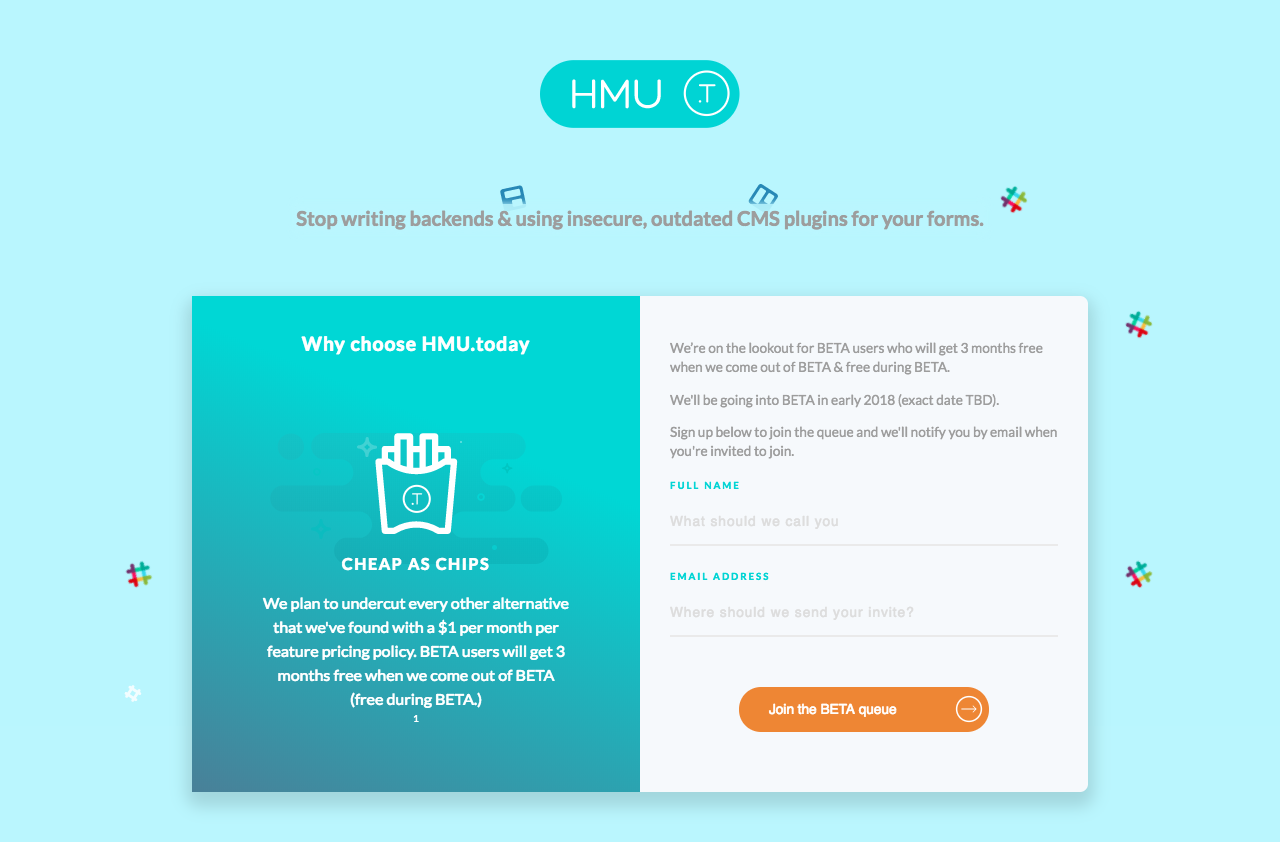 HMU .T
Stop writing backends & using insecure, outdated CMS plugins for your forms.
Why choose HMU.today
.T
CHEAP AS CHIPS
We plan to undercut every other alternative
that we've found with a $1 per month per
feature pricing policy. BETA users will get 3
months free when we come out of BETA
(free during BETA.)
1
We’re on the lookout for BETA users who will get 3 months free
when we come out of BETA & free during BETA.
We'll be going into BETA in early 2018 (exact date TBD).
Sign up below to join the queue and we'll notify you by email when
you're invited to join.
FULL NAME
What should we call you
EMAIL ADDRESS
Where should we send your invite?
Join the BETA queue